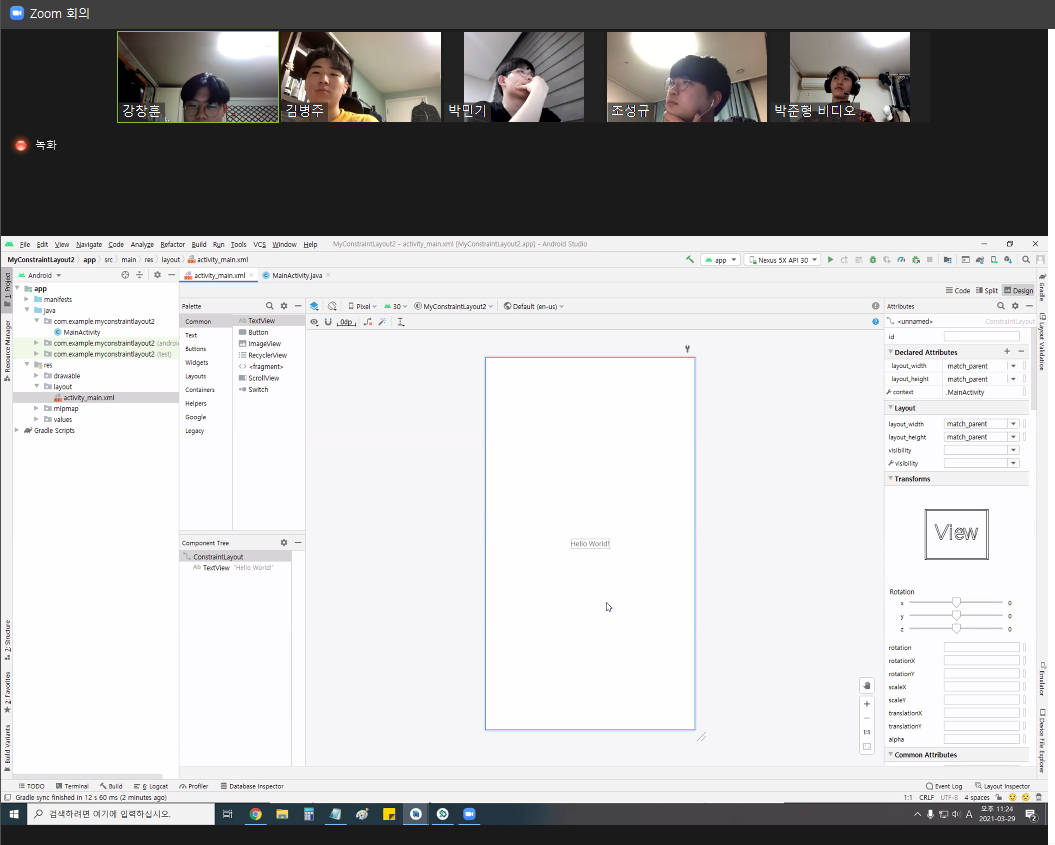 Zoom 회의
강창훈
김병주
박민기
조성규
박준형 비디오
녹화
File Edit View Navigate Code Analyze Refactor Build Run Tools VCS Window Help MyConstraintLayout2 - activity_main.xml [MyConstraintLayout2.app] - Android Studio
MyConstraintLayout2 app src main res layout activity_main.xml
app Nexus 5X API 30
Android
activity_main.xml MainActivity.java
Code Split Design
1: Project
Resource Manager
2: Structure
2: Favorites
Build Variants
app
manifests
java
com.example.myconstraintlayout2
MainActivity
com.example.myconstraintlayout2 (androi
com.example.myconstraintlayout2 (test)
res
drawable
layout
activity_main.xml
mipmap
values
Gradle Scripts
Palette
Common
Text
Buttons
Widgets
Layouts
Containers
Helpers
Google
Legacy
Ab TextView
Button
ImageView
RecyclerView
<fragment>
ScrollView
Switch
Component Tree
ConstraintLayout
Ab TextView "Hello World!"
Pixel 30 MyConstraintLayout2 Default (en-us)
0dp
Hello World!
1:1
Attributes
<unnamed> ConstraintLayout
id
Declared Attributes
layout_width match_parent
layout_height match_parent
context .MainActivity
Layout
layout_width match_parent
layout_height match_parent
visibility
visibility
Transforms
View
Rotation
x 0
y 0
z 0
rotation
rotationX
rotationY
scaleX
scaleY
translationX
translationY
alpha
Common Attributes
Gradle
Layout Validation
Emulator
Device File Explorer
TODO Terminal Build 6: Logcat Profiler Database Inspector Event Log Layout Inspector
Gradle sync finished in 12 s 60 ms (2 minutes ago) 1:1 CRLF UTF-8 4 spaces
검색하려면 여기에 입력하십시오.
A
오후 11:24
2021-03-29
2